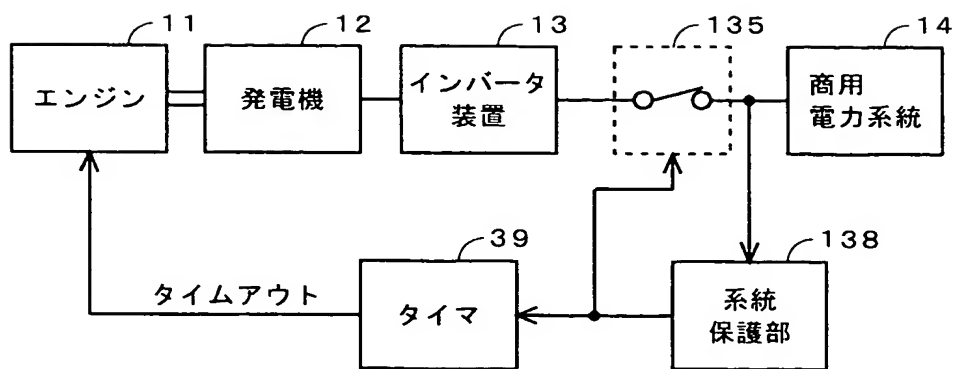 11
12
13
135
14
エンジン
発電機
インバータ
装置
商用
電力系統
39
138
タイムアウト
タイマ
系統
保護部